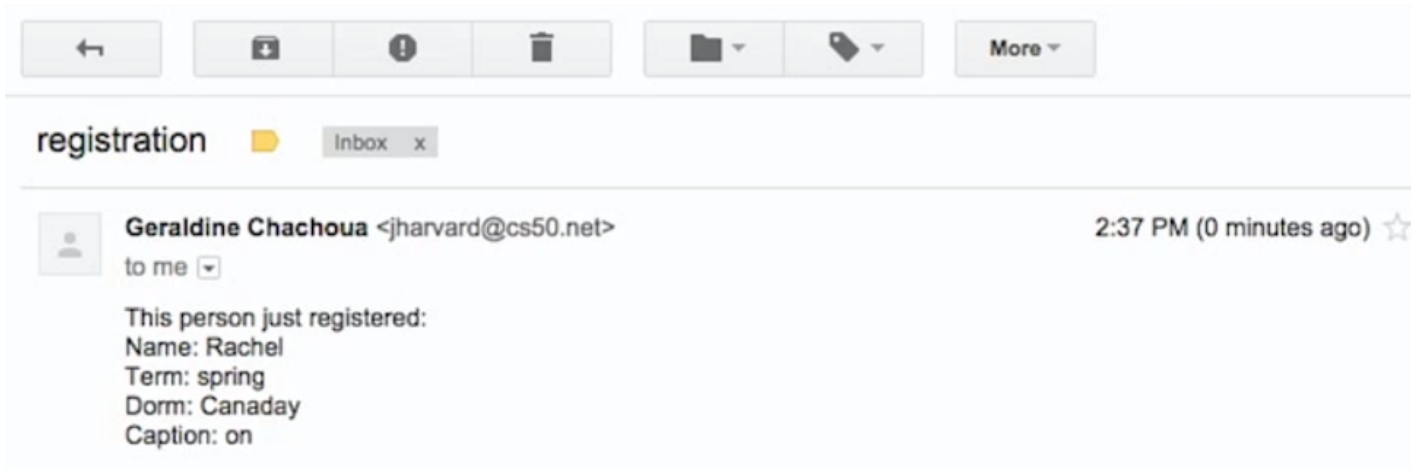 More
registration
Inbox x
Geraldine Chachoua <jharvard@cs50.net>
2:37 PM (0 minutes ago)
to me
This person just registered:
Name: Rachel
Term: spring
Dorm: Canaday
Caption: on